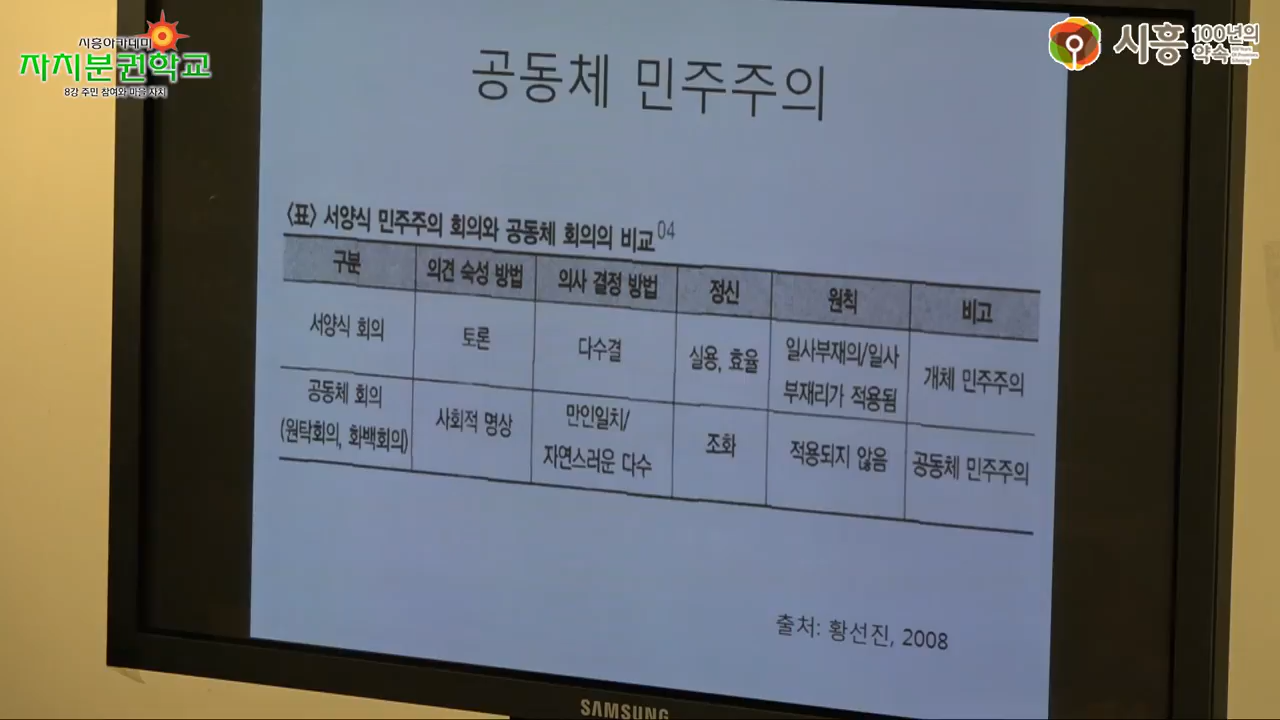 시흥아카데미
자치분권학교
8강 주민 참여와 마을 자치
시흥 100년의 약속
공동체 민주주의
<표> 서양식 민주주의 회의와 공동체 회의의 비교04
구분 의견 숙성 방법 의사 결정 방법 정신 원칙 비고
서양식 회의 토론 다수결 실용, 효율 일사부재의/일사부재리가 적용됨 개체 민주주의
공동체 회의 (원탁회의, 화백회의) 사회적 명상 만인일치/자연스러운 다수 조화 적용되지 않음 공동체 민주주의
출처: 황선진, 2008
SAMSUNG